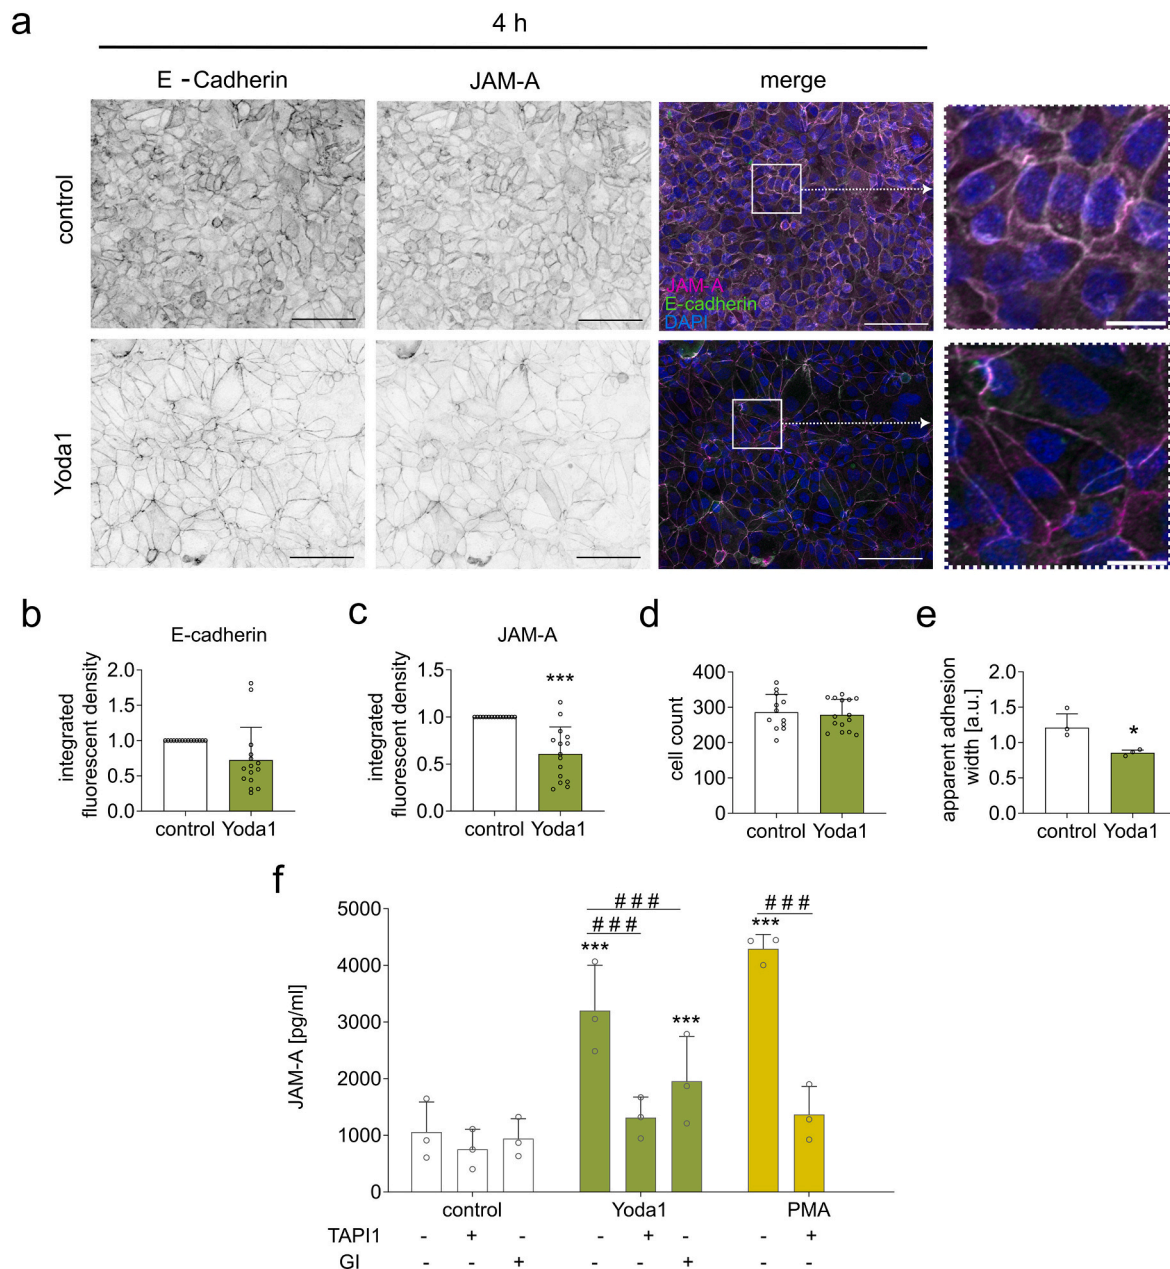 a
4 h
E - Cadherin JAM-A merge
control
JAM-A
E-cadherin
DAPI
Yoda1
b
E-cadherin
integrated
fluorescent density
2.0
1.5
1.0
0.5
0.0
control Yoda1
c
JAM-A
integrated
fluorescent density
1.5
1.0
0.5
0.0
***
control Yoda1
d
cell count
400
300
200
100
0
control Yoda1
e
apparent adhesion
width [a.u.]
2.0
1.5
1.0
0.5
0.0
*
control Yoda1
f
JAM-A [pg/ml]
5000
4000
3000
2000
1000
0
# # #
# # #
***
***
# # #
***
control Yoda1 PMA
TAPI1 - + - - + - - +
GI - - + - - + - -